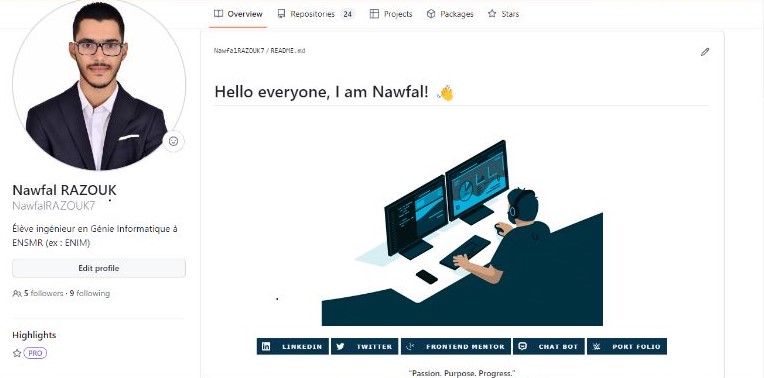 Overview
Repositories 24
Projects
Packages
Stars
NawfalRAZOUK7 / README.md
Hello everyone, I am Nawfal! 👋
Nawfal RAZOUK
NawfalRAZOUK7
Élève ingénieur en Génie Informatique à
ENSMR (ex : ENIM)
Edit profile
5 followers · 9 following
Highlights
PRO
LINKEDIN
TWITTER
FRONTEND MENTOR
CHAT BOT
PORT FOLIO
"Passion. Purpose. Progress."